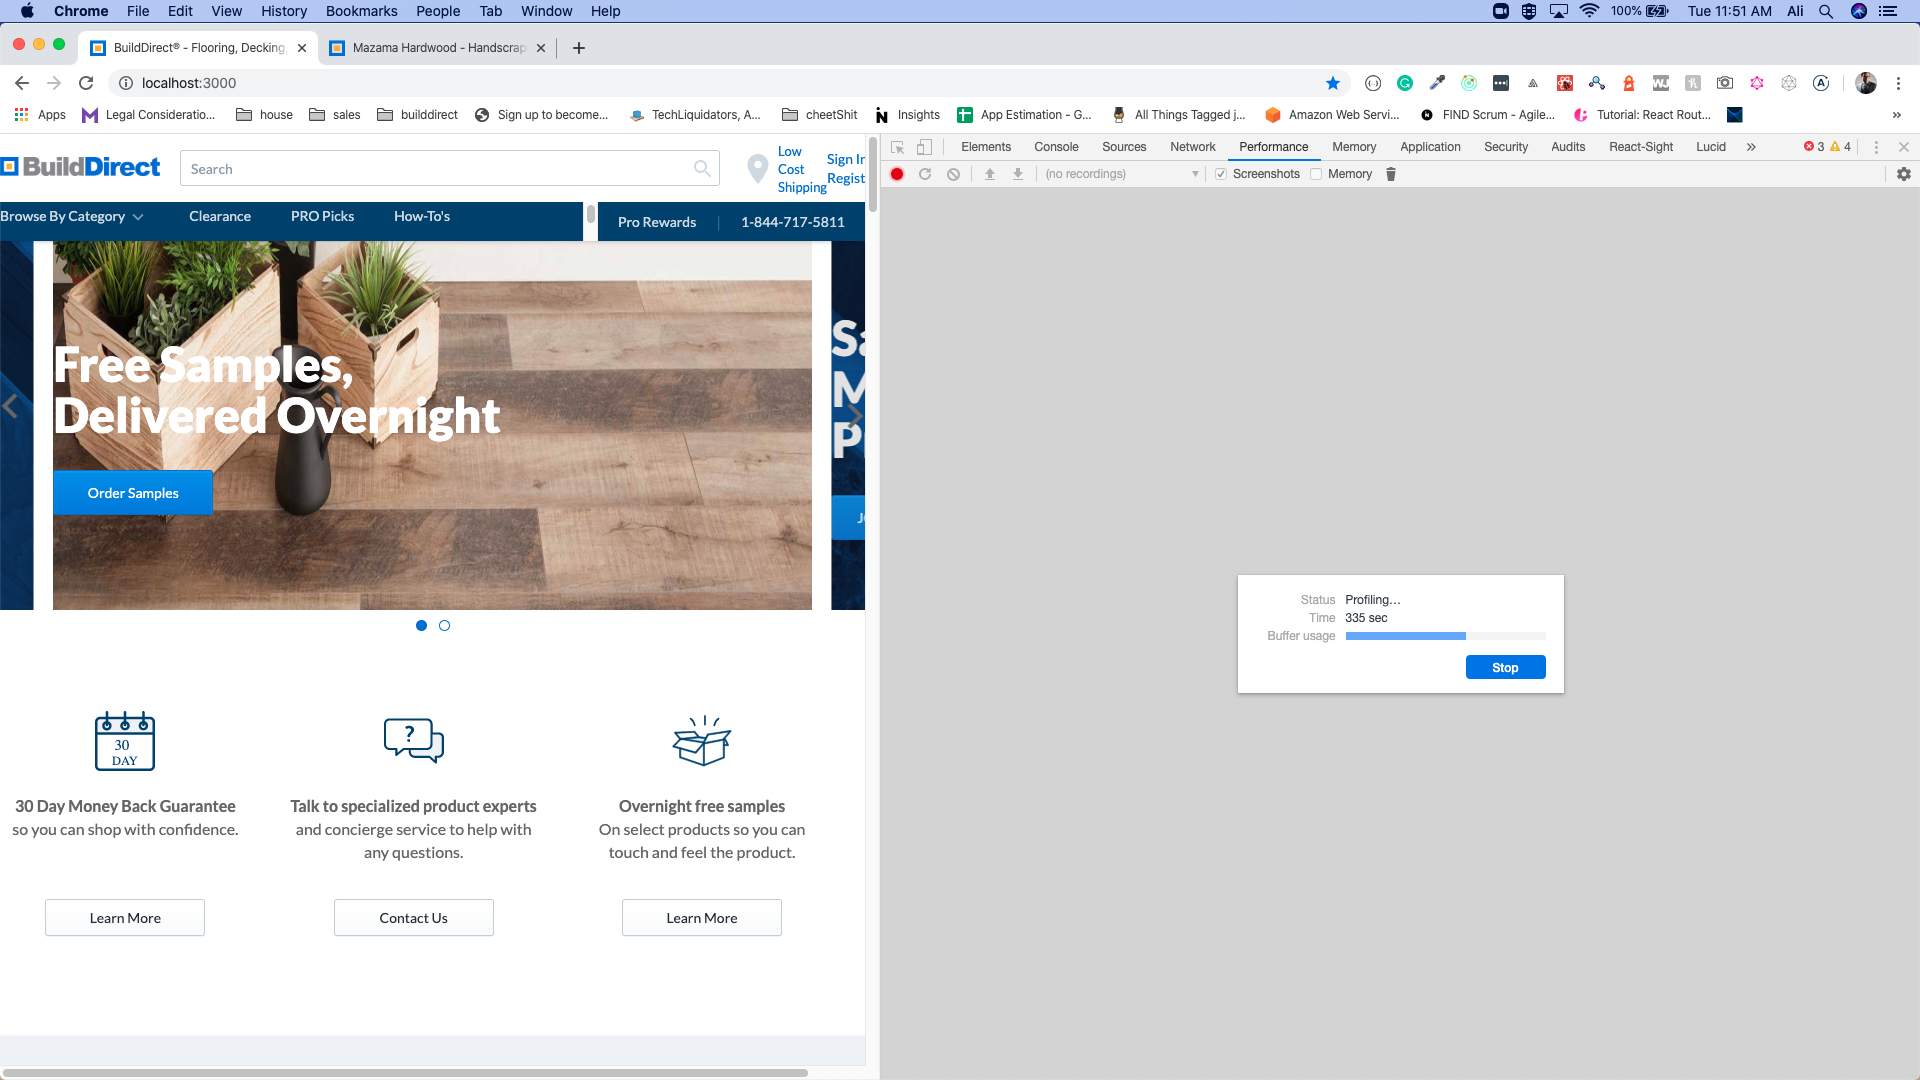 Chrome File Edit View History Bookmarks People Tab Window Help 100% Tue 11:51 AM Ali
BuildDirect® - Flooring, Decking, Mazama Hardwood - Handscrap
localhost:3000
Apps Legal Consideratio... house sales builddirect Sign up to become... TechLiquidators, A... cheetShit Insights App Estimation - G... All Things Tagged j... Amazon Web Servi... FIND Scrum - Agile... Tutorial: React Rout... »
BuildDirect
Search
Low
Cost
Shipping
Sign In
Regist
Browse By Category Clearance PRO Picks How-To's Pro Rewards 1-844-717-5811
Free Samples,
Delivered Overnight
Order Samples
Sa
M
P
J
30
DAY
?
30 Day Money Back Guarantee
so you can shop with confidence.
Learn More
Talk to specialized product experts
and concierge service to help with
any questions.
Contact Us
Overnight free samples
On select products so you can
touch and feel the product.
Learn More
Elements Console Sources Network Performance Memory Application Security Audits React-Sight Lucid » 3 4
(no recordings) Screenshots Memory
Status Profiling…
Time 335 sec
Buffer usage
Stop